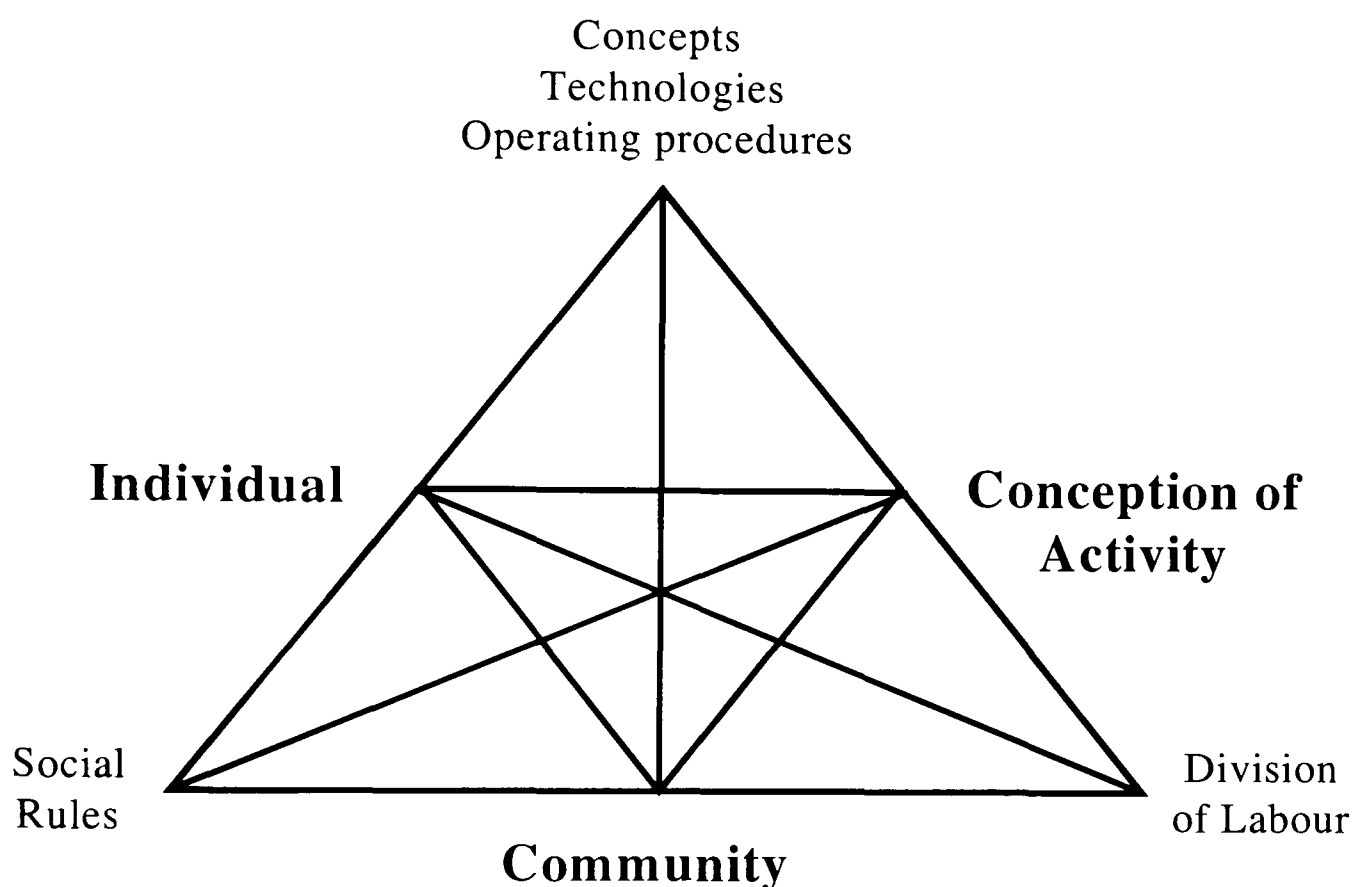 Concepts
Technologies
Operating procedures
Individual
Conception of
Activity
Social
Rules
Division
of Labour
Community